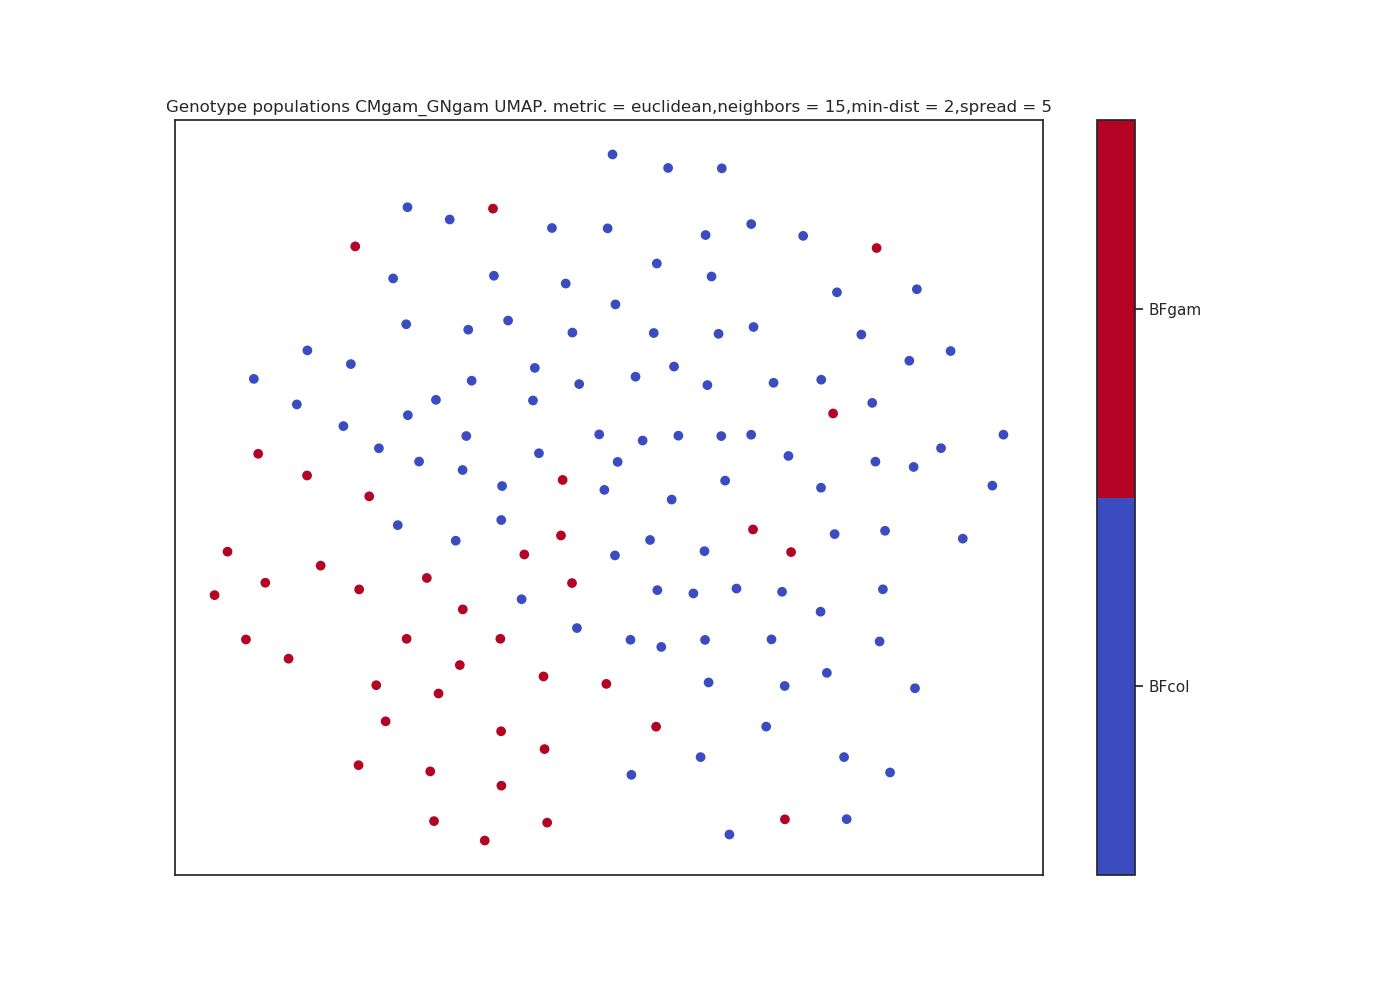 Genotype populations CMgam_GNgam UMAP. metric = euclidean,neighbors = 15,min-dist = 2,spread = 5
BFgam
BFcol